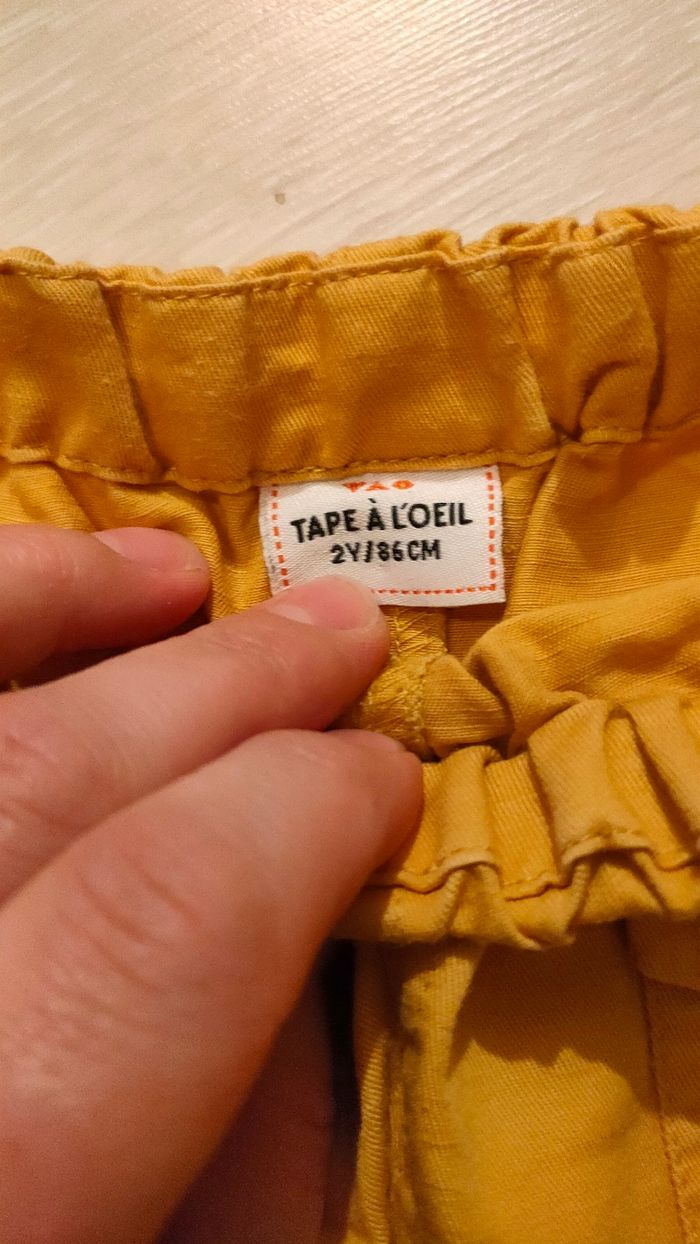 TAO
TAPE À L'OEIL
2Y/86CM